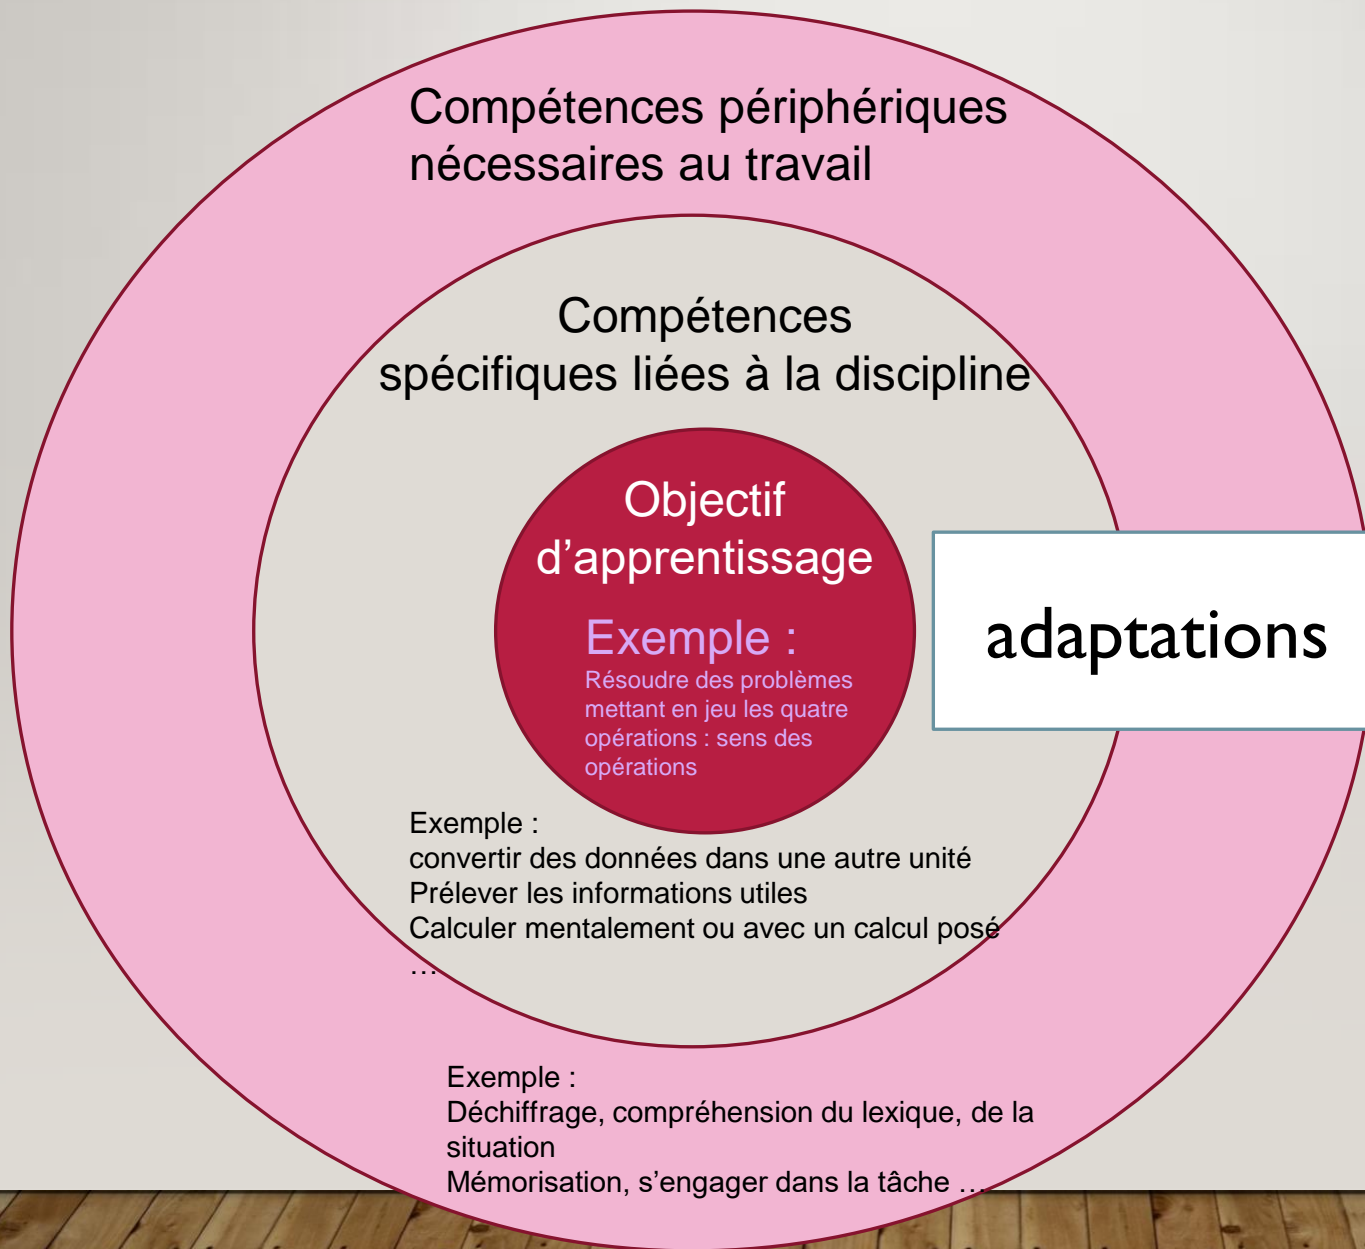 Compétences périphériques
nécessaires au travail
Compétences
spécifiques liées à la discipline
Objectif
d’apprentissage
Exemple :
Résoudre des problèmes
mettant en jeu les quatre
opérations : sens des
opérations
adaptations
Exemple :
convertir des données dans une autre unité
Prélever les informations utiles
Calculer mentalement ou avec un calcul posé
…
Exemple :
Déchiffrage, compréhension du lexique, de la
situation
Mémorisation, s’engager dans la tâche …